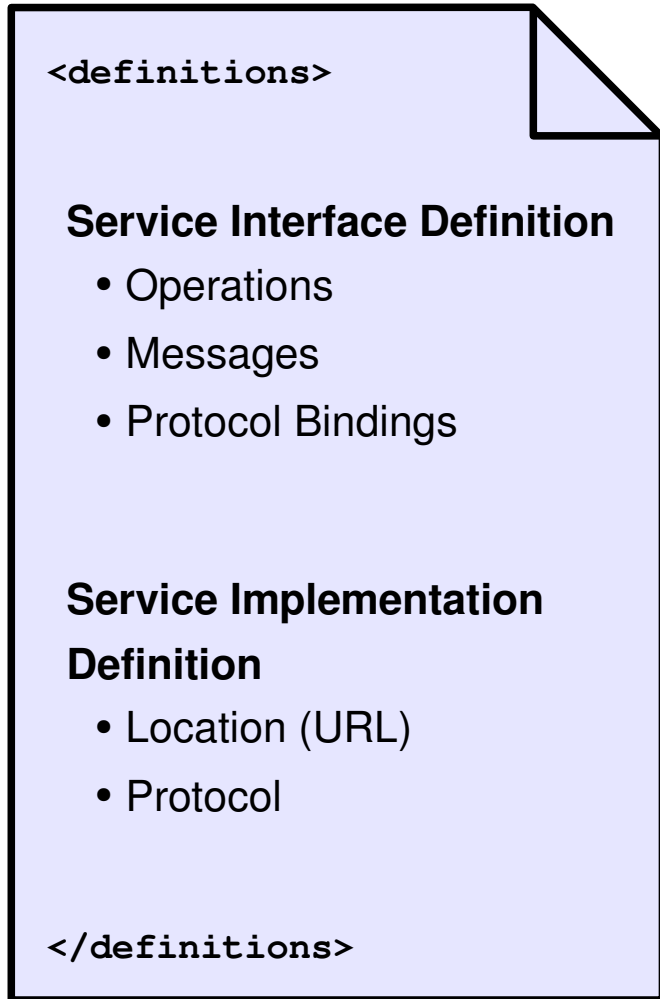 <definitions>
Service Interface Definition
• Operations
• Messages
• Protocol Bindings
Service Implementation
Definition
• Location (URL)
• Protocol
</definitions>